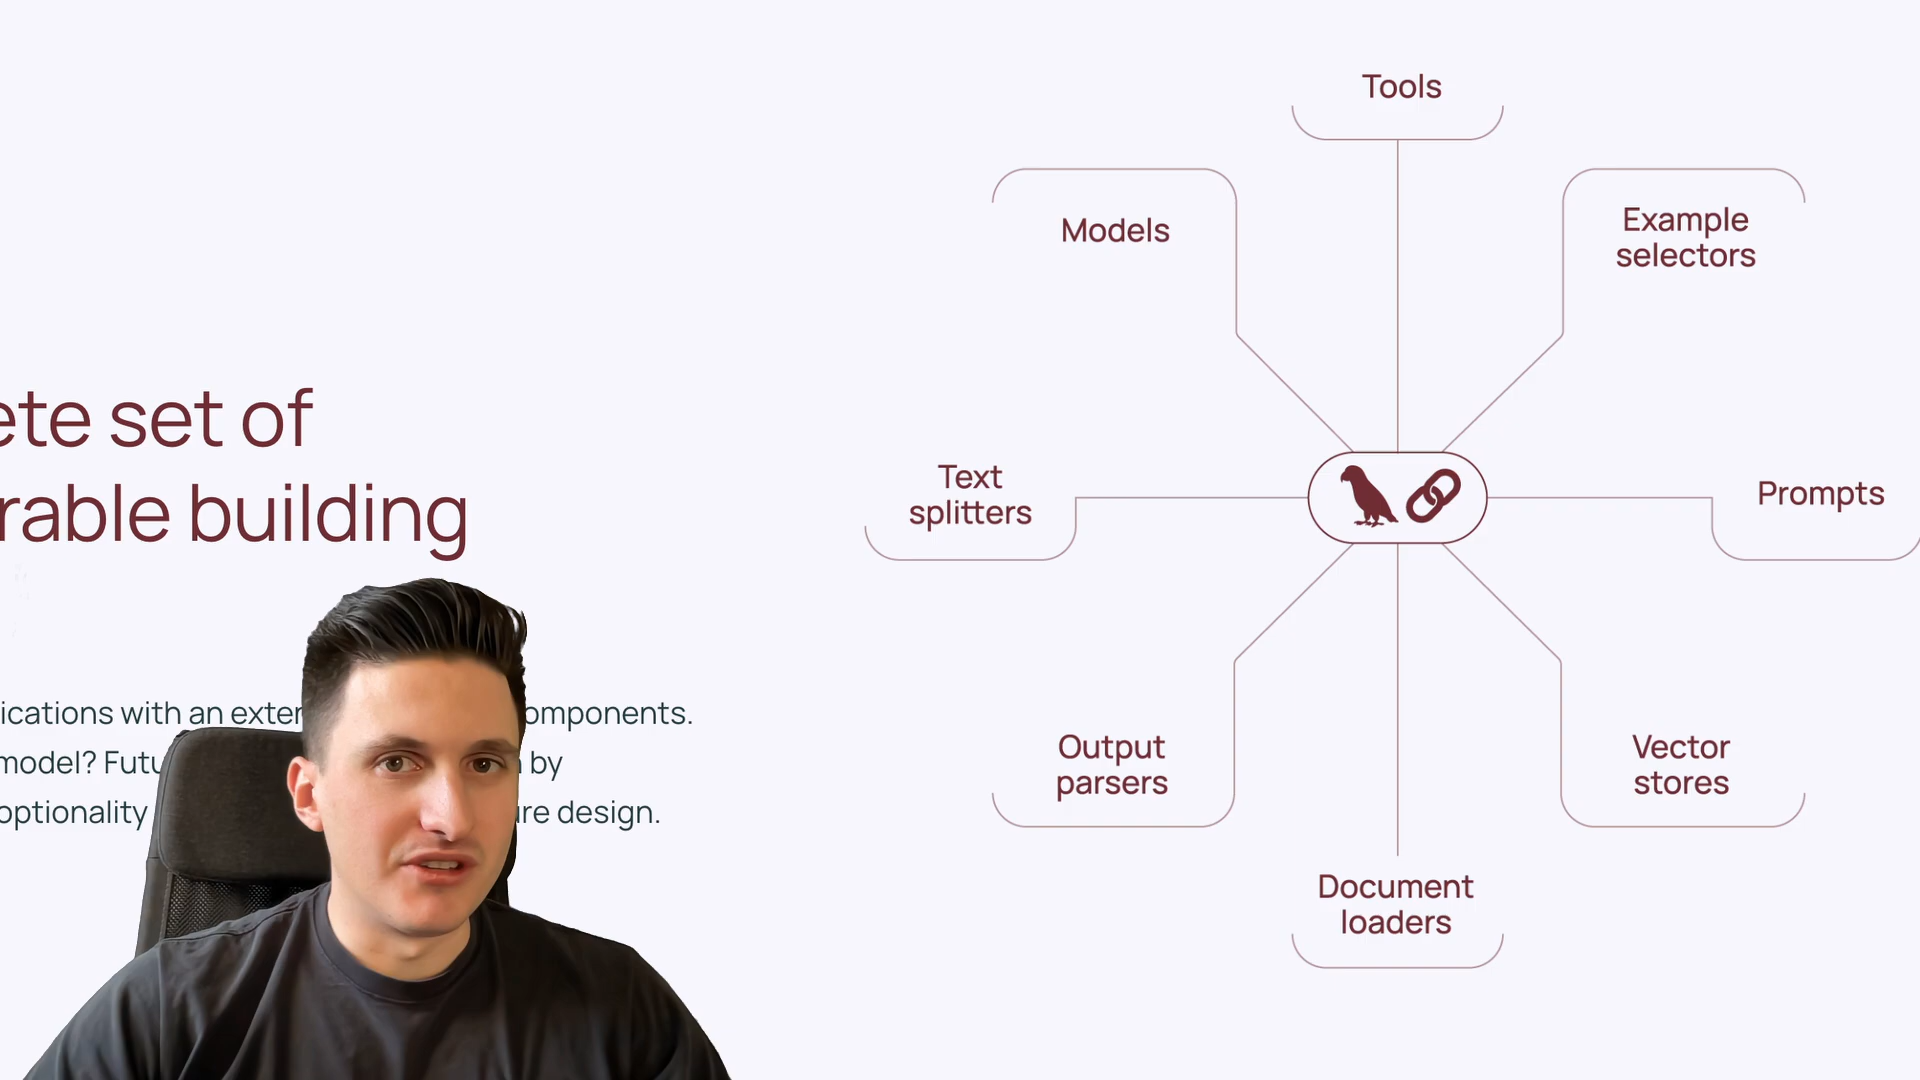 ete set of
rable building
ications with an exter
omponents.
model? Futu
by
optionality
ure design.
Tools
Models
Example
selectors
Text
splitters
Prompts
Output
parsers
Vector
stores
Document
loaders